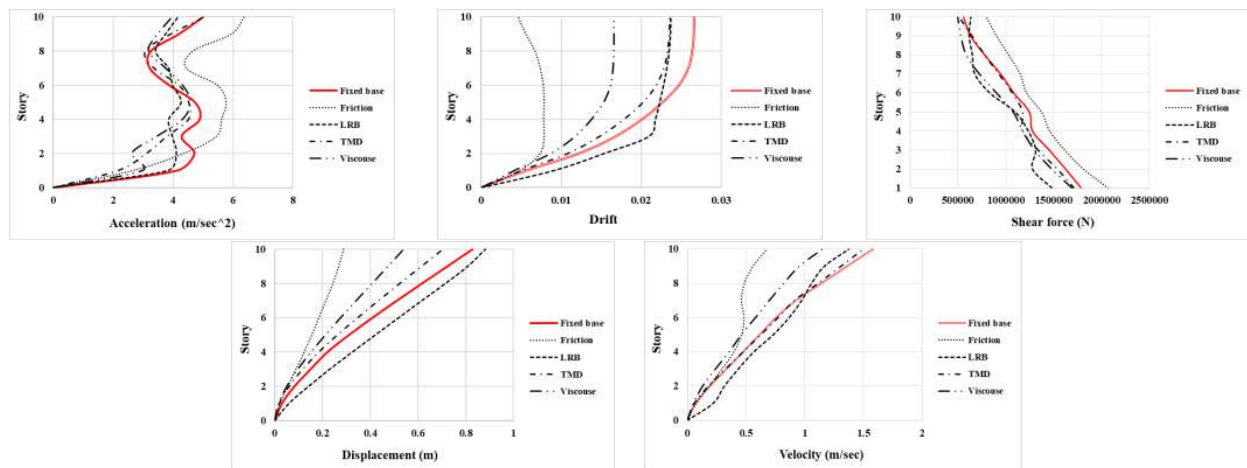 10
8
6
4
2
0
Story
0 2 4 6 8
Acceleration (m/sec^2)
Fixed base
Friction
LRB
TMD
Viscouse
10
8
6
4
2
0
Story
0 0.01 0.02 0.03
Drift
Fixed base
Friction
LRB
TMD
Viscouse
10
9
8
7
6
5
4
3
2
1
Story
500000 1000000 1500000 2000000 2500000
Shear force (N)
Fixed base
Friction
LRB
TMD
Viscouse
10
8
6
4
2
0
Story
0 0.2 0.4 0.6 0.8 1
Displacement (m)
Fixed base
Friction
LRB
TMD
Viscouse
10
8
6
4
2
0
Story
0 0.5 1 1.5 2
Velocity (m/sec)
Fixed base
Friction
LRB
TMD
Viscouse